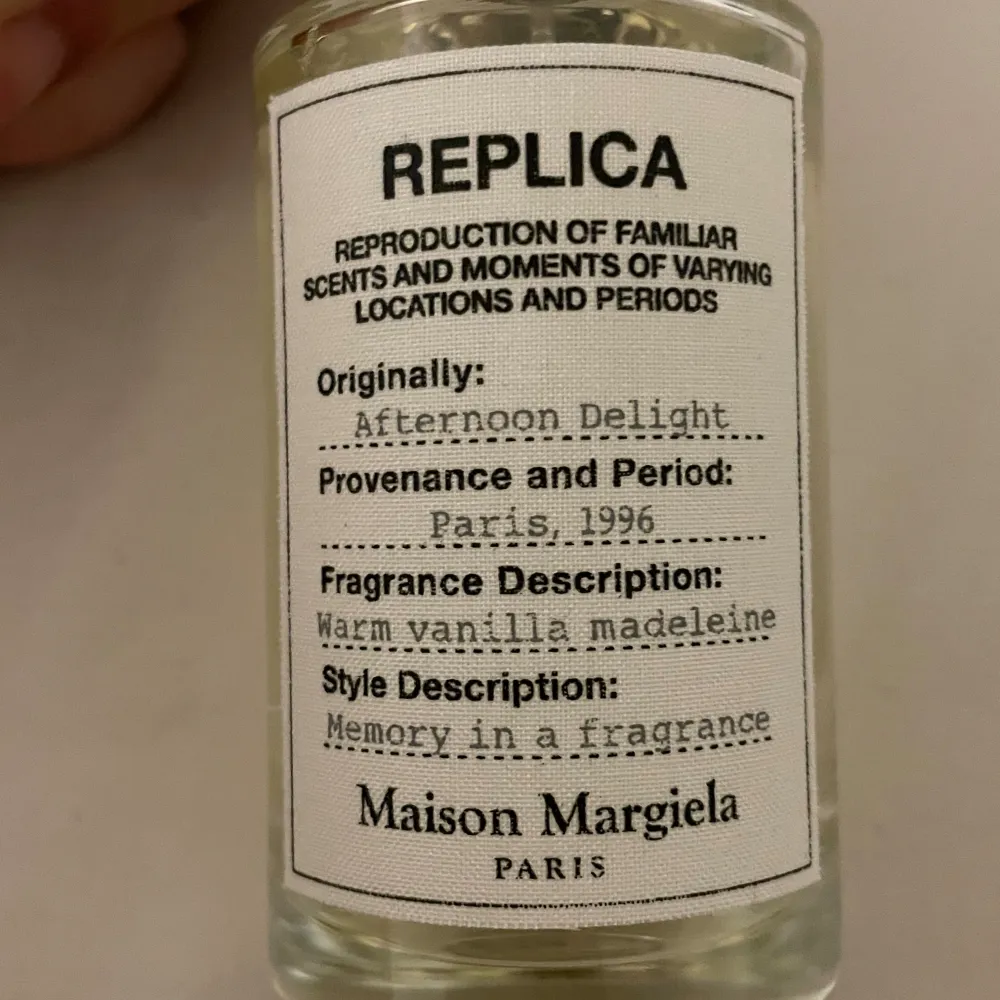 REPLICA
REPRODUCTION OF FAMILIAR
SCENTS AND MOMENTS OF VARYING
LOCATIONS AND PERIODS
Originally:
Afternoon Delight
Provenance and Period:
Paris, 1996
Fragrance Description:
Warm vanilla madeleine
Style Description:
Memory in a fragrance
Maison Margiela
PARIS